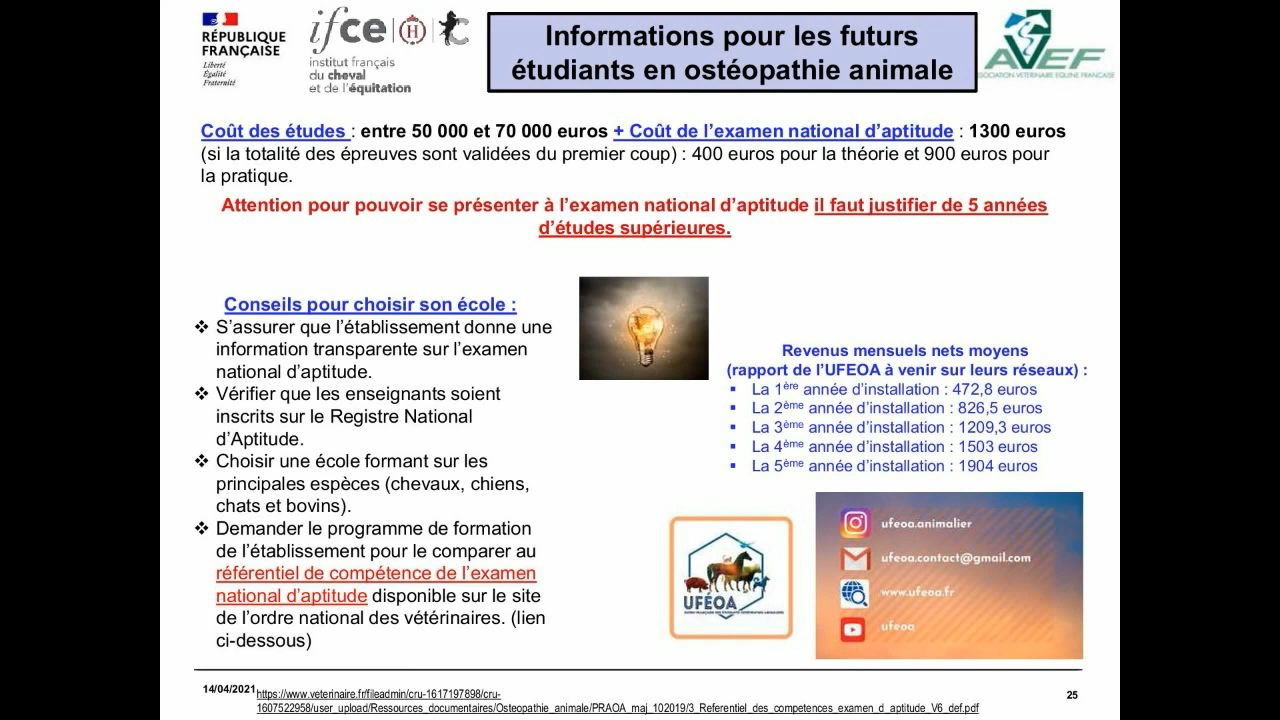 RÉPUBLIQUE
FRANÇAISE
Liberté
Égalité
Fraternité
ifce
institut français
du cheval
et de l'équitation
Informations pour les futurs
étudiants en ostéopathie animale
AVEF
ASSOCIATION VÉTÉRINAIRE ÉQUINE FRANÇAISE
Coût des études : entre 50 000 et 70 000 euros + Coût de l'examen national d'aptitude : 1300 euros
(si la totalité des épreuves sont validées du premier coup) : 400 euros pour la théorie et 900 euros pour
la pratique.
Attention pour pouvoir se présenter à l'examen national d'aptitude il faut justifier de 5 années
d'études supérieures.
Conseils pour choisir son école :
❖ S'assurer que l'établissement donne une
information transparente sur l'examen
national d'aptitude.
❖ Vérifier que les enseignants soient
inscrits sur le Registre National
d'Aptitude.
❖ Choisir une école formant sur les
principales espèces (chevaux, chiens,
chats et bovins).
❖ Demander le programme de formation
de l'établissement pour le comparer au
référentiel de compétence de l'examen
national d'aptitude disponible sur le site
de l'ordre national des vétérinaires. (lien
ci-dessous)
Revenus mensuels nets moyens
(rapport de l'UFEOA à venir sur leurs réseaux) :
▪ La 1ère année d'installation : 472,8 euros
▪ La 2ème année d'installation : 826,5 euros
▪ La 3ème année d'installation : 1209,3 euros
▪ La 4ème année d'installation : 1503 euros
▪ La 5ème année d'installation : 1904 euros
UFÉOA
ufeoa.animalier
ufeoa.contact@gmail.com
www.ufeoa.fr
ufeoa
14/04/2021
https://www.veterinaire.fr/fileadmin/cru-1617197898/cru-
1607522958/user_upload/Ressources_documentaires/Osteopathie_animale/PRAOA_maj_102019/3_Referentiel_des_competences_examen_d_aptitude_V6_def.pdf
25